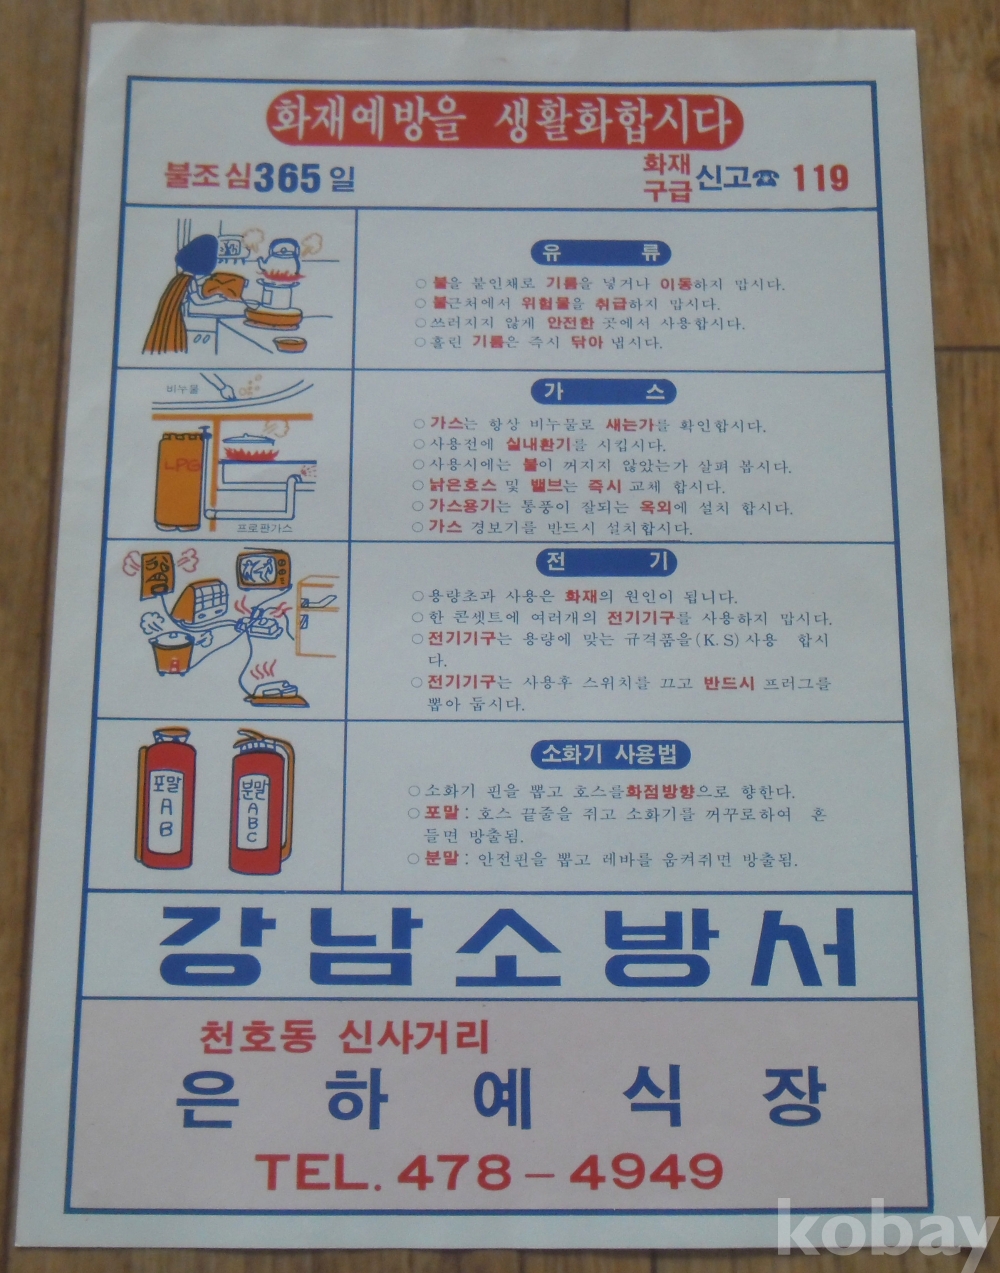 화재예방을 생활화합시다
불조심 365 일
화재 구급 신고☎ 119
유 류
○불을 붙인채로 기름을 넣거나 이동하지 맙시다.
○불근처에서 위험물을 취급하지 맙시다.
○쓰러지지 않게 안전한 곳에서 사용합시다.
○흘린 기름은 즉시 닦아 냅시다.
비누물
LPG
프로판가스
가 스
○가스는 항상 비누물로 새는가를 확인합시다.
○사용전에 실내환기를 시킵시다.
○사용시에는 불이 꺼지지 않았는가 살펴 봅시다.
○낡은호스 및 밸브는 즉시 교체 합시다.
○가스용기는 통풍이 잘되는 옥외에 설치 합시다.
○가스 경보기를 반드시 설치합시다.
전 기
○용량초과 사용은 화재의 원인이 됩니다.
○한 콘셋트에 여러개의 전기기구를 사용하지 맙시다.
○전기기구는 용량에 맞는 규격품을(K.S)사용 합시
다.
○전기기구는 사용후 스위치를 끄고 반드시 프러그를
뽑아 둡시다.
포말
A
B
분말
A
B
C
소화기 사용법
○소화기 핀을 뽑고 호스를화점방향으로 향한다.
○포말: 호스 끝줄을 쥐고 소화기를 꺼꾸로하여 흔
들면 방출됨.
○분말: 안전핀을 뽑고 레바를 움켜쥐면 방출됨.
강남소방서
천호동 신사거리
은 하 예 식 장
TEL. 478-4949
kobay